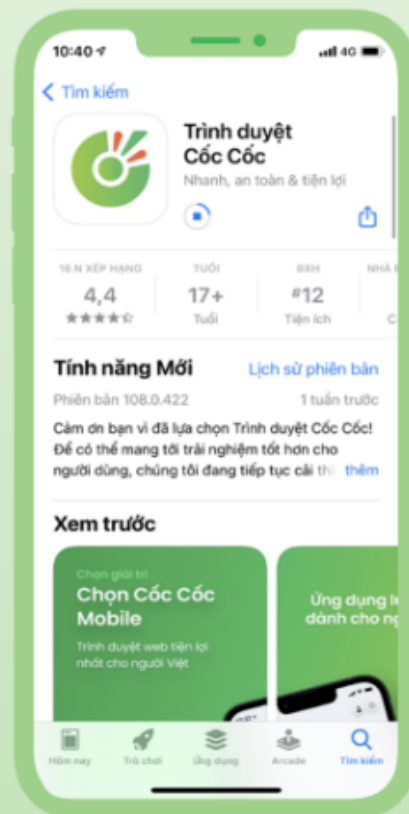 10:40
4G
Tìm kiếm
Trình duyệt
Cốc Cốc
Nhanh, an toàn & tiện lợi
16 N XẾP HẠNG
TUỔI
BXH
NHÀ
4,4
17+
#12
Tuổi
Tiện ích
C
Tính năng Mới
Lịch sử phiên bản
Phiên bản 108.0.422
1 tuần trước
Cảm ơn bạn vì đã lựa chọn Trình duyệt Cốc Cốc!
Để có thể mang tới trải nghiệm tốt hơn cho
người dùng, chúng tôi đang tiếp tục cải thi thêm
Xem trước
Chọn giải trí
Chọn Cốc Cốc
Mobile
Trình duyệt web tiện lợi
nhất cho người Việt
Ứng dụng
dành cho
Hôm nay
Trò chơi
Ứng dụng
Arcade
Tìm kiếm